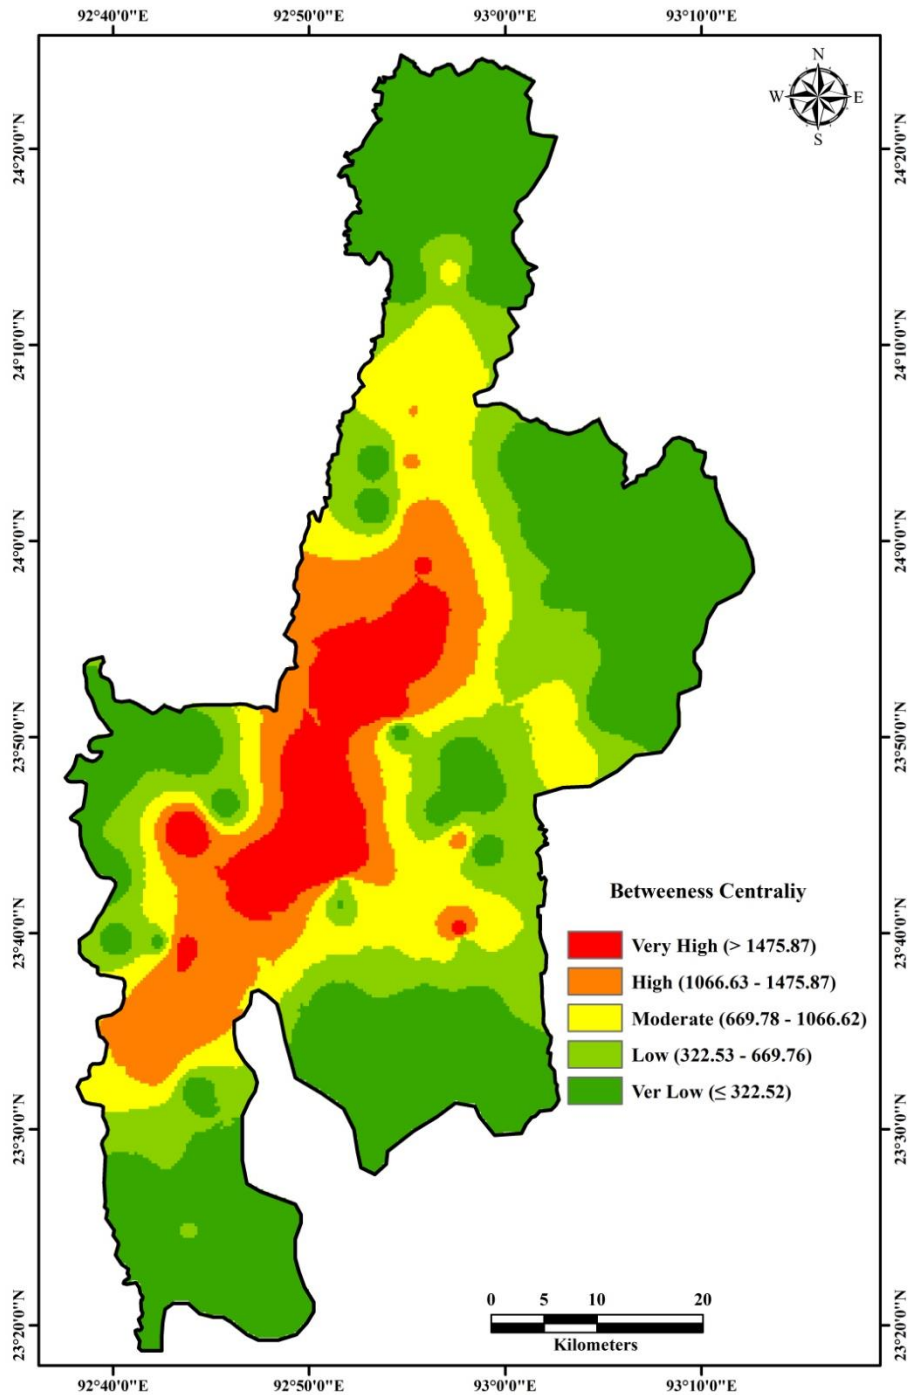 92°40'0"E 92°50'0"E 93°0'0"E 93°10'0"E
N
W E
S
24°20'0"N 24°20'0"N
24°10'0"N 24°10'0"N
24°0'0"N 24°0'0"N
23°50'0"N 23°50'0"N
23°40'0"N 23°40'0"N
23°30'0"N 23°30'0"N
23°20'0"N 23°20'0"N
Betweeness Centraliy
Very High (> 1475.87)
High (1066.63 - 1475.87)
Moderate (669.78 - 1066.62)
Low (322.53 - 669.76)
Ver Low (≤ 322.52)
0 5 10 20
Kilometers
92°40'0"E 92°50'0"E 93°0'0"E 93°10'0"E